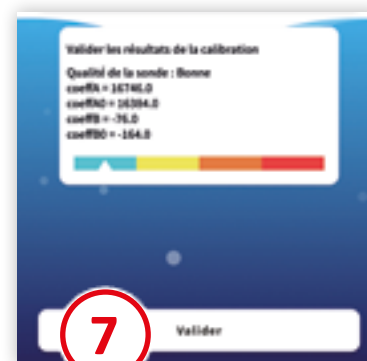 Valider les résultats de la calibration
Qualité de la sonde : Bonne
coeffA = 16746.0
coeffA0 = 16384.0
coeffB = -76.0
coeffB0 = -164.0
7
Valider